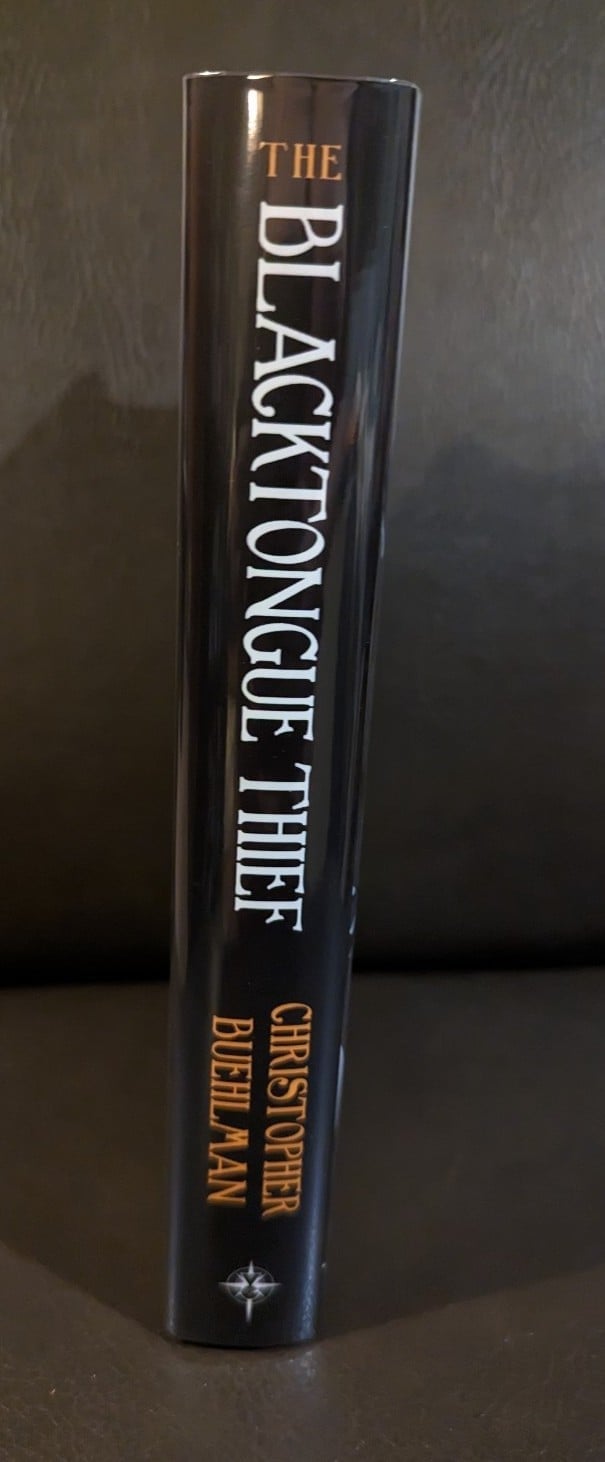 THE
BLACKTONGUE THIEF
CHRISTOPHER
BUEHLMAN